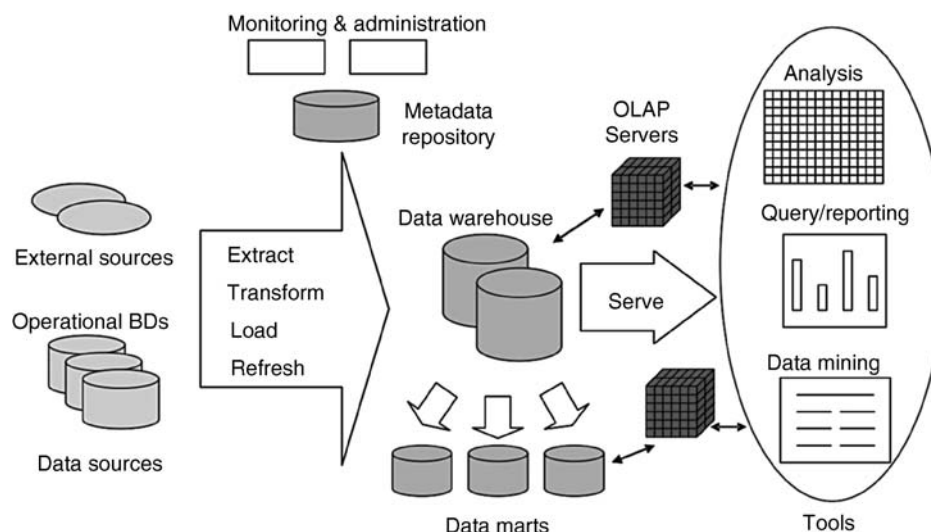 Monitoring & administration
Metadata
repository
OLAP
Servers
Analysis
External sources
Extract
Transform
Load
Refresh
Data warehouse
Serve
Query/reporting
Operational BDs
Data mining
Data sources
Data marts
Tools